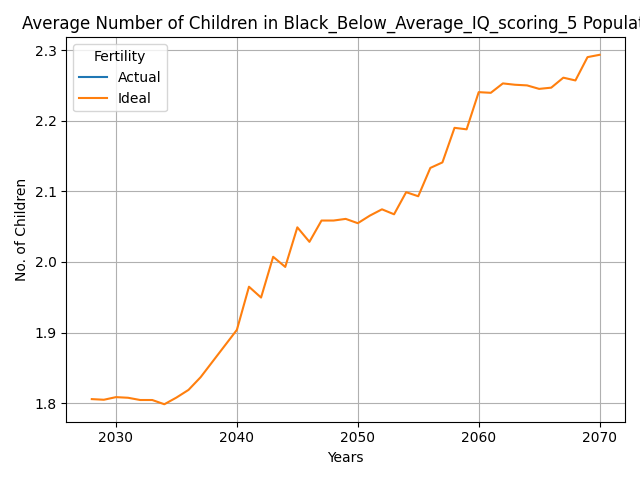 Average Number of Children in Black_Below_Average_IQ_scoring_5 Populat
Fertility
Actual
Ideal
2.3
2.2
2.1
2.0
1.9
1.8
No. of Children
2030 2040 2050 2060 2070
Years